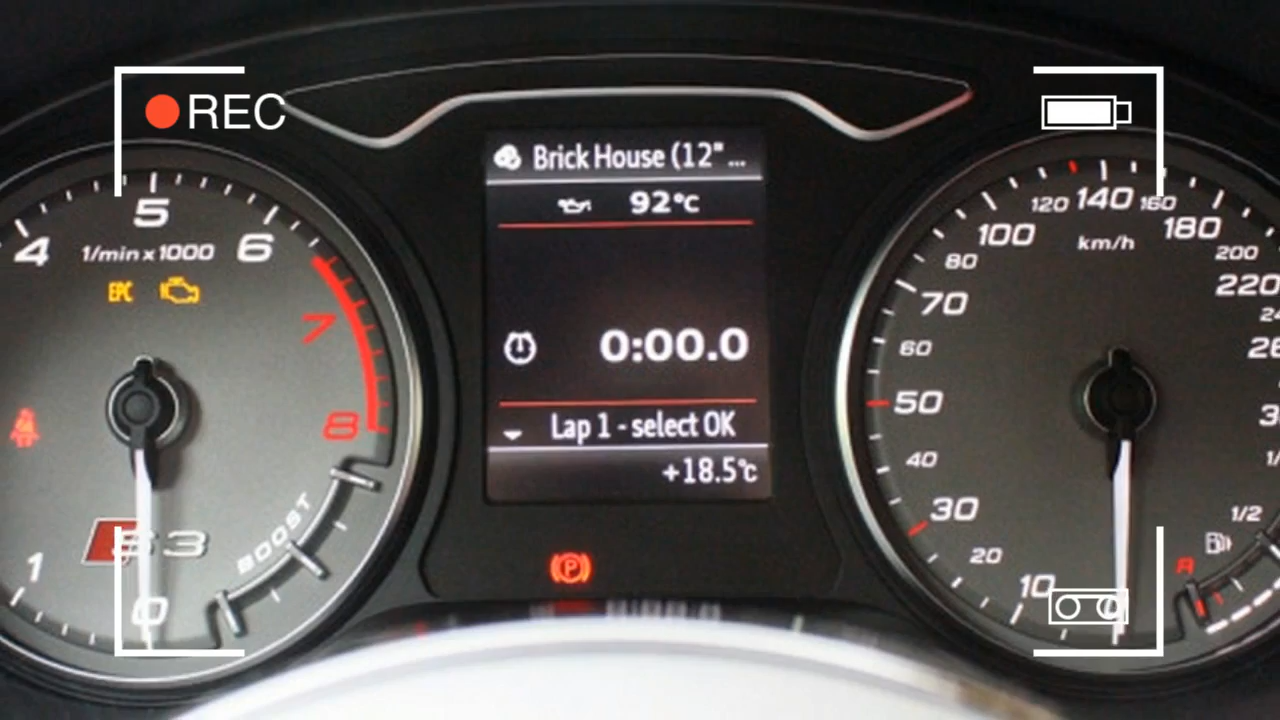 REC
Brick House (12" ...
92°C
0:00.0
Lap 1 - select OK
+18.5°C
4
5
6
1/min x 1000
EPC
7
8
BOOST
S3
1
0
P
km/h
10
20
30
40
50
60
70
80
100
120
140
160
180
200
220
1/2
R
0